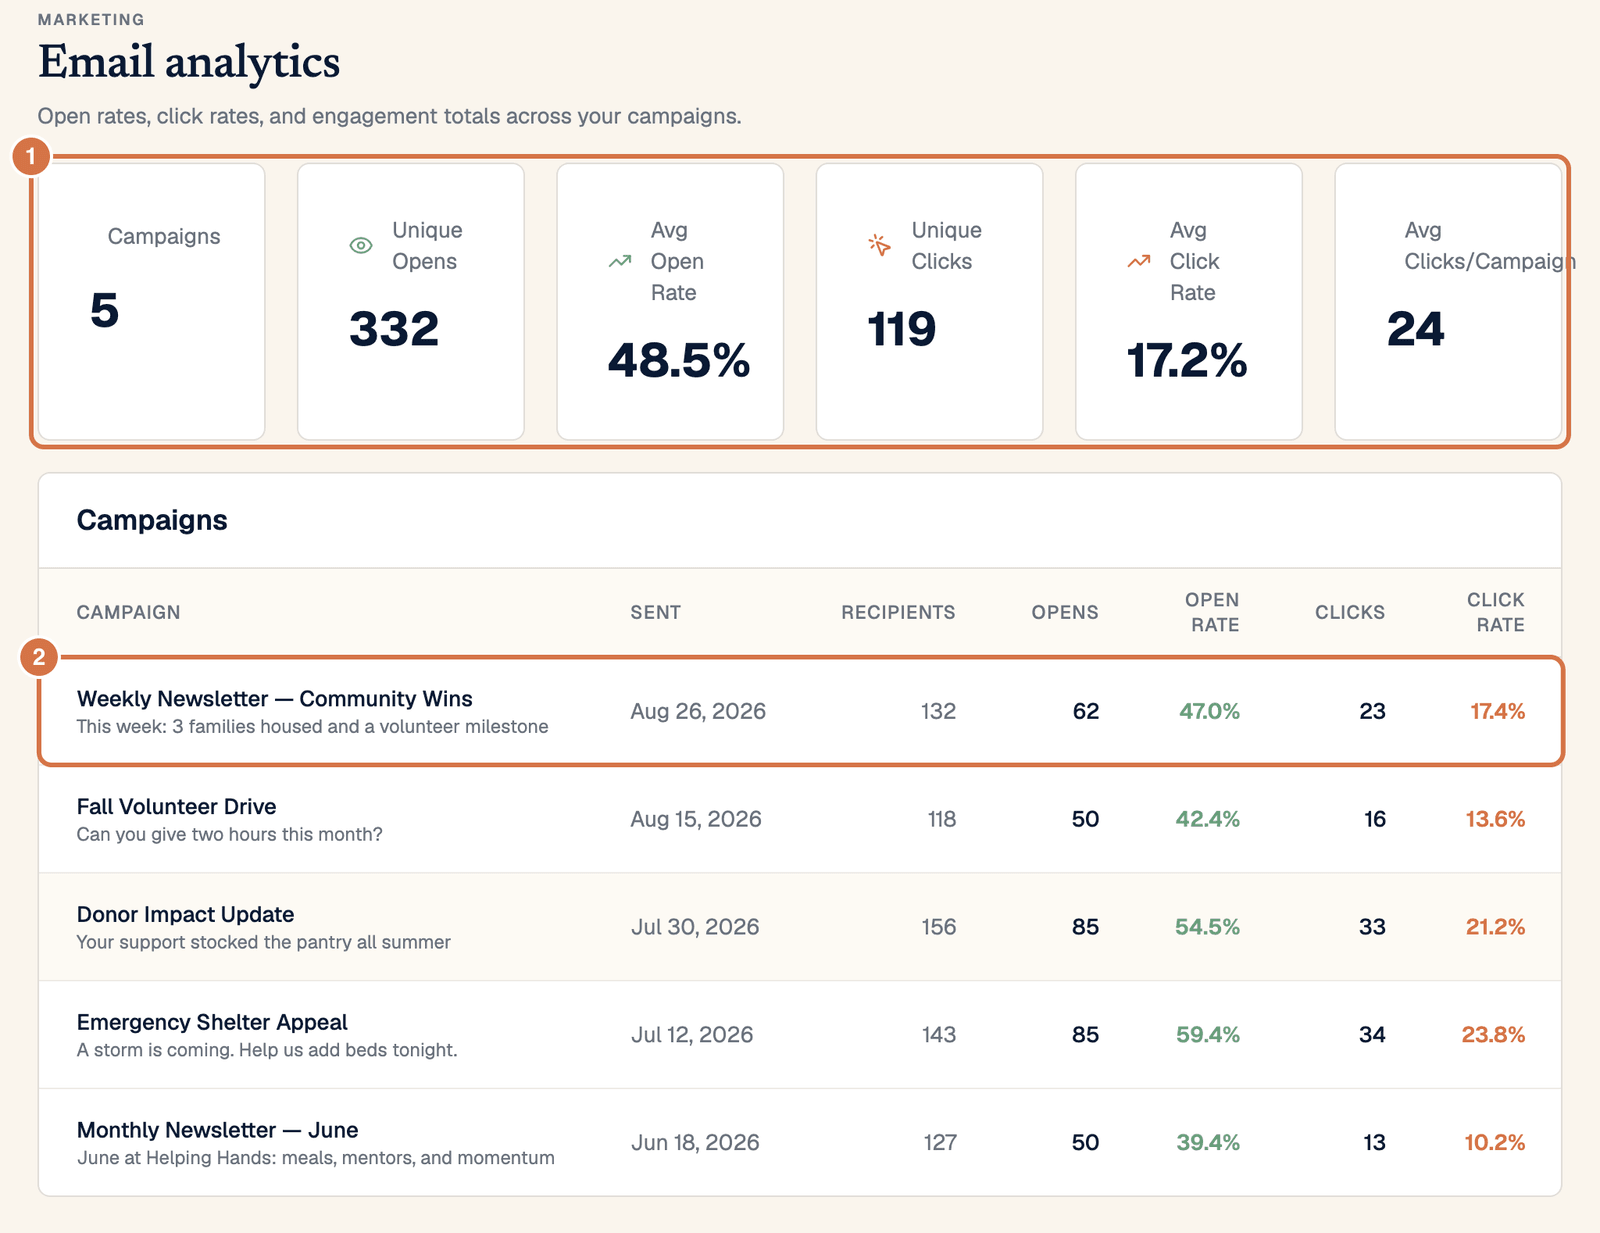 MARKETING
Email analytics
Open rates, click rates, and engagement totals across your campaigns.
1
Campaigns
5
Unique
Opens
332
Avg
Open
Rate
48.5%
Unique
Clicks
119
Avg
Click
Rate
17.2%
Avg
Clicks/Campaign
24
Campaigns
CAMPAIGN SENT RECIPIENTS OPENS OPEN RATE CLICKS CLICK RATE
2
Weekly Newsletter — Community Wins
This week: 3 families housed and a volunteer milestone
Aug 26, 2026 132 62 47.0% 23 17.4%
Fall Volunteer Drive
Can you give two hours this month?
Aug 15, 2026 118 50 42.4% 16 13.6%
Donor Impact Update
Your support stocked the pantry all summer
Jul 30, 2026 156 85 54.5% 33 21.2%
Emergency Shelter Appeal
A storm is coming. Help us add beds tonight.
Jul 12, 2026 143 85 59.4% 34 23.8%
Monthly Newsletter — June
June at Helping Hands: meals, mentors, and momentum
Jun 18, 2026 127 50 39.4% 13 10.2%